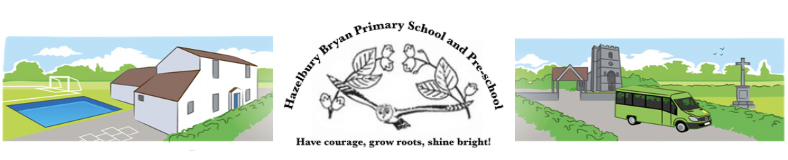 Hazelbury Bryan Primary School and Pre-school
Have courage, grow roots, shine bright!